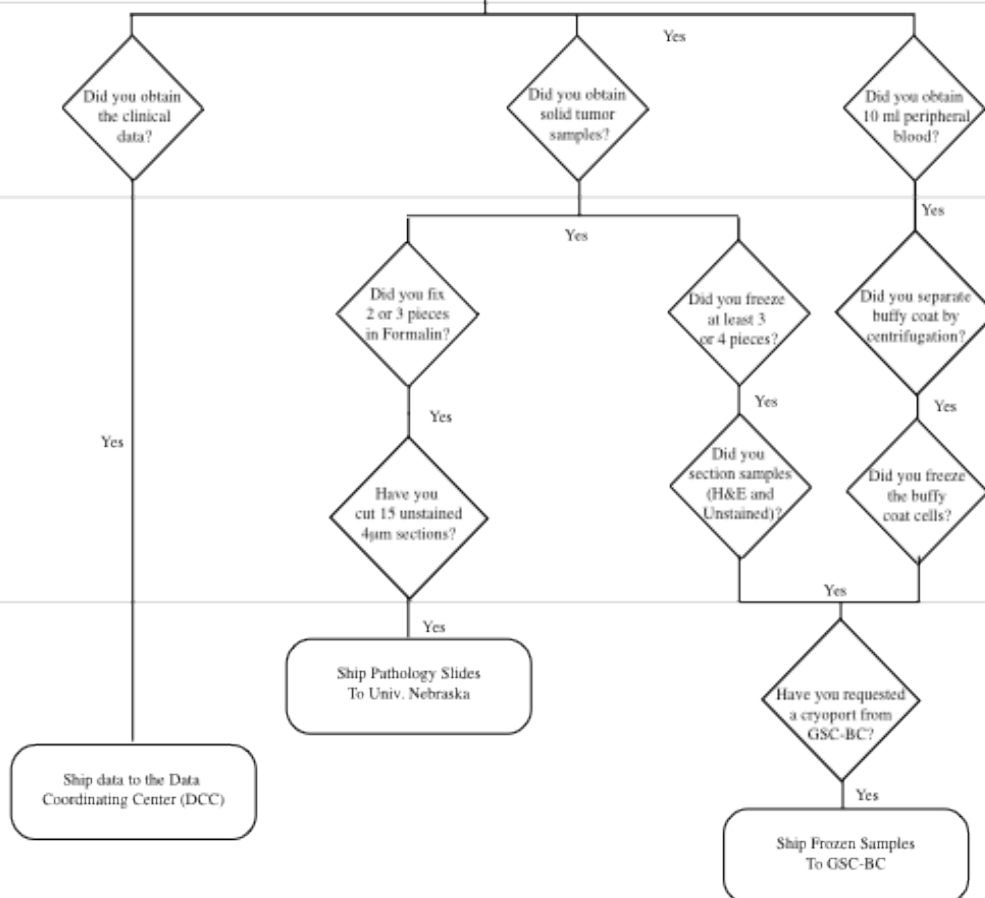 Yes
Did you obtain
the clinical
data?
Did you obtain
solid tumor
samples?
Did you obtain
10 ml peripheral
blood?
Yes
Yes
Did you fix
2 or 3 pieces
in Formalin?
Did you freeze
at least 3
or 4 pieces?
Did you separate
buffy coat by
centrifugation?
Yes
Yes
Yes
Yes
Have you
cut 15 unstained
4μm sections?
Did you
section samples
(H&E and
Unstained)?
Did you freeze
the buffy
coat cells?
Yes
Yes
Ship Pathology Slides
To Univ. Nebraska
Have you requested
a cryoport from
GSC-BC?
Ship data to the Data
Coordinating Center (DCC)
Yes
Ship Frozen Samples
To GSC-BC